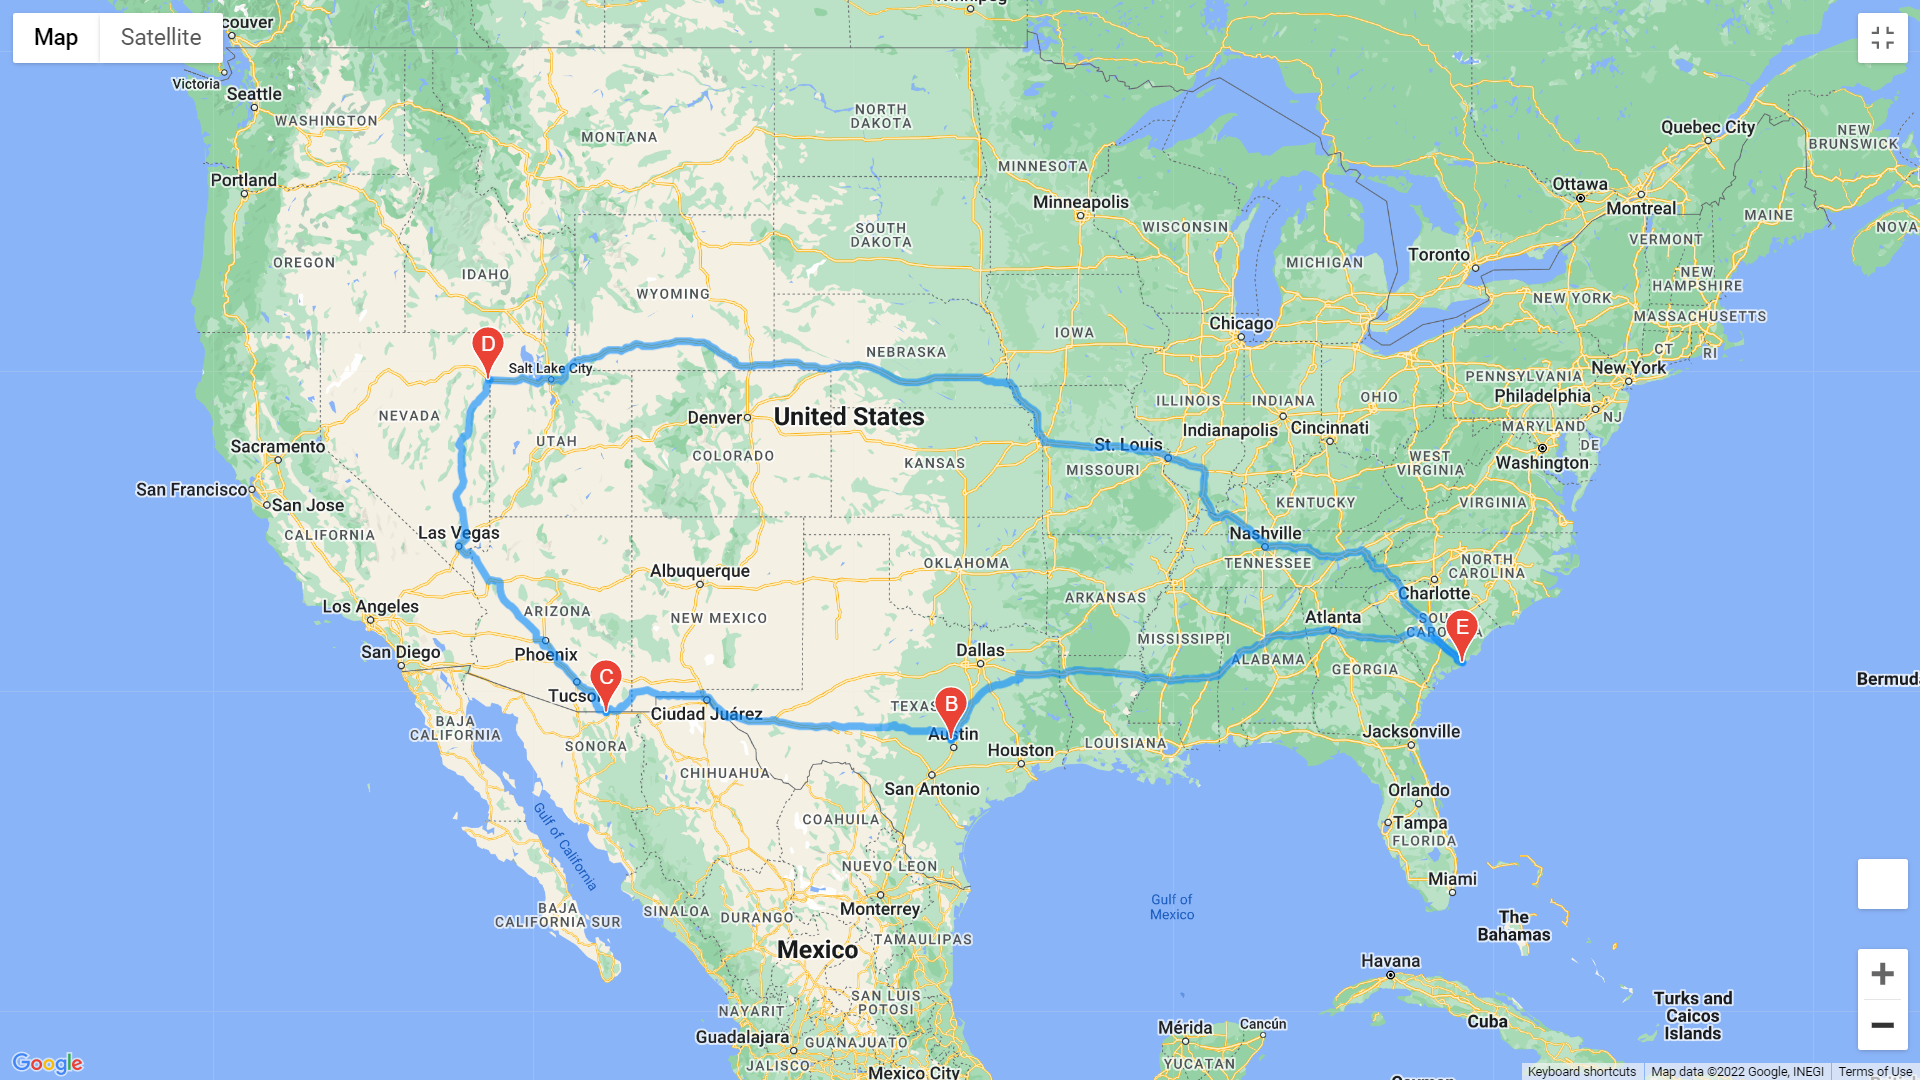 Map
Satellite
Winnipeg
Victoria
Seattle
WASHINGTON
MONTANA
NORTH
DAKOTA
MINNESOTA
Quebec City
NEW
BRUNSWICK
Portland
Minneapolis
WISCONSIN
Ottawa
Montreal
MAINE
SOUTH
DAKOTA
NOVA
VERMONT
OREGON
IDAHO
WYOMING
MICHIGAN
Toronto
NEW
HAMPSHIRE
NEW YORK
MASSACHUSETTS
IOWA
Chicago
D
Salt Lake City
NEBRASKA
CT
RI
New York
PENNSYLVANIA
Philadelphia
NJ
NEVADA
Denver
United States
ILLINOIS
INDIANA
OHIO
Indianapolis
Cincinnati
MARYLAND
DE
Sacramento
UTAH
COLORADO
KANSAS
St. Louis
MISSOURI
WEST
VIRGINIA
Washington
San Francisco
San Jose
KENTUCKY
VIRGINIA
CALIFORNIA
Las Vegas
Nashville
TENNESSEE
Albuquerque
OKLAHOMA
NORTH
CAROLINA
Charlotte
Los Angeles
ARIZONA
NEW MEXICO
ARKANSAS
Atlanta
E
San Diego
Phoenix
MISSISSIPPI
Dallas
ALABAMA
GEORGIA
C
Tucson
Ciudad Juárez
B
Austin
Bermuda
BAJA
CALIFORNIA
SONORA
Houston
LOUISIANA
Jacksonville
CHIHUAHUA
San Antonio
Orlando
Gulf of California
COAHUILA
Tampa
FLORIDA
NUEVO LEON
Miami
BAJA
CALIFORNIA SUR
SINALOA
DURANGO
Monterrey
Gulf of
Mexico
The
Bahamas
Mexico
TAMAULIPAS
Havana
SAN LUIS
POTOSI
NAYARIT
Turks and
Caicos
Islands
Guadalajara
GUANAJUATO
Mérida
Cancún
Cuba
JALISCO
Mexico City
YUCATAN
Google
Keyboard shortcuts
Map data ©2022 Google, INEGI
Terms of Use